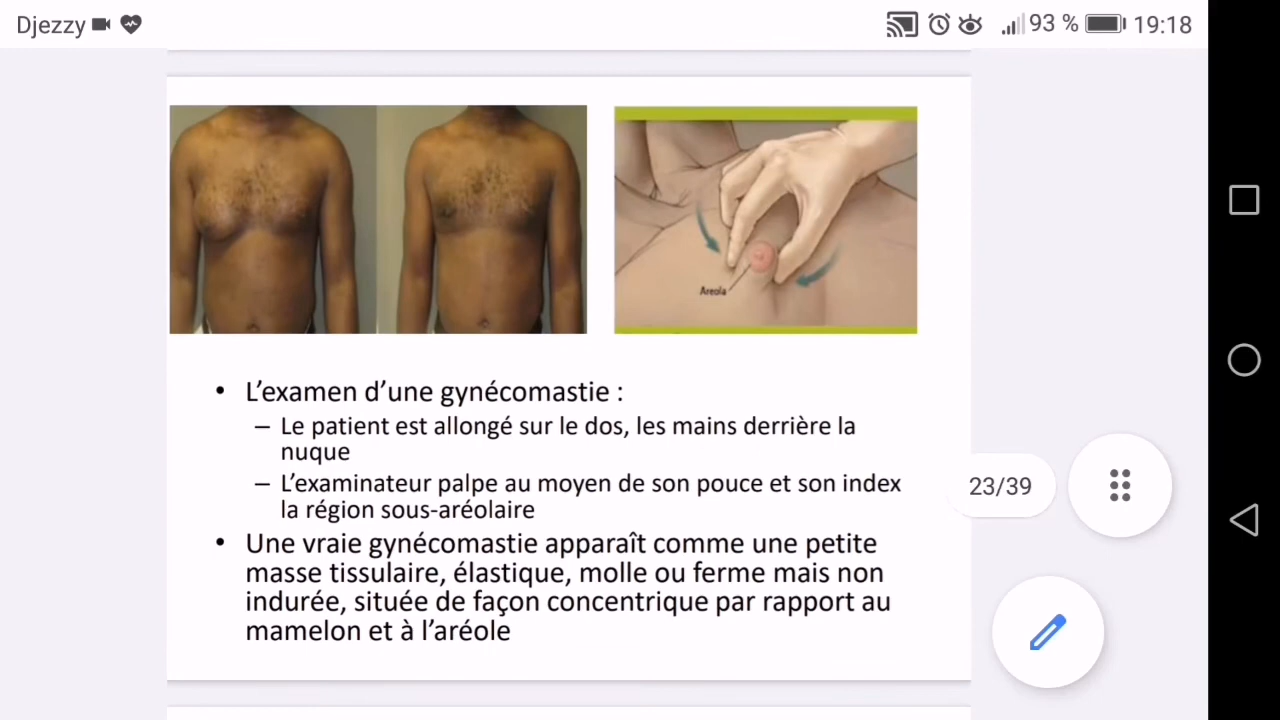 Djezzy 93 % 19:18
Areola
• L’examen d’une gynécomastie :
– Le patient est allongé sur le dos, les mains derrière la
nuque
– L’examinateur palpe au moyen de son pouce et son index
la région sous-aréolaire
23/39
• Une vraie gynécomastie apparaît comme une petite
masse tissulaire, élastique, molle ou ferme mais non
indurée, située de façon concentrique par rapport au
mamelon et à l’aréole